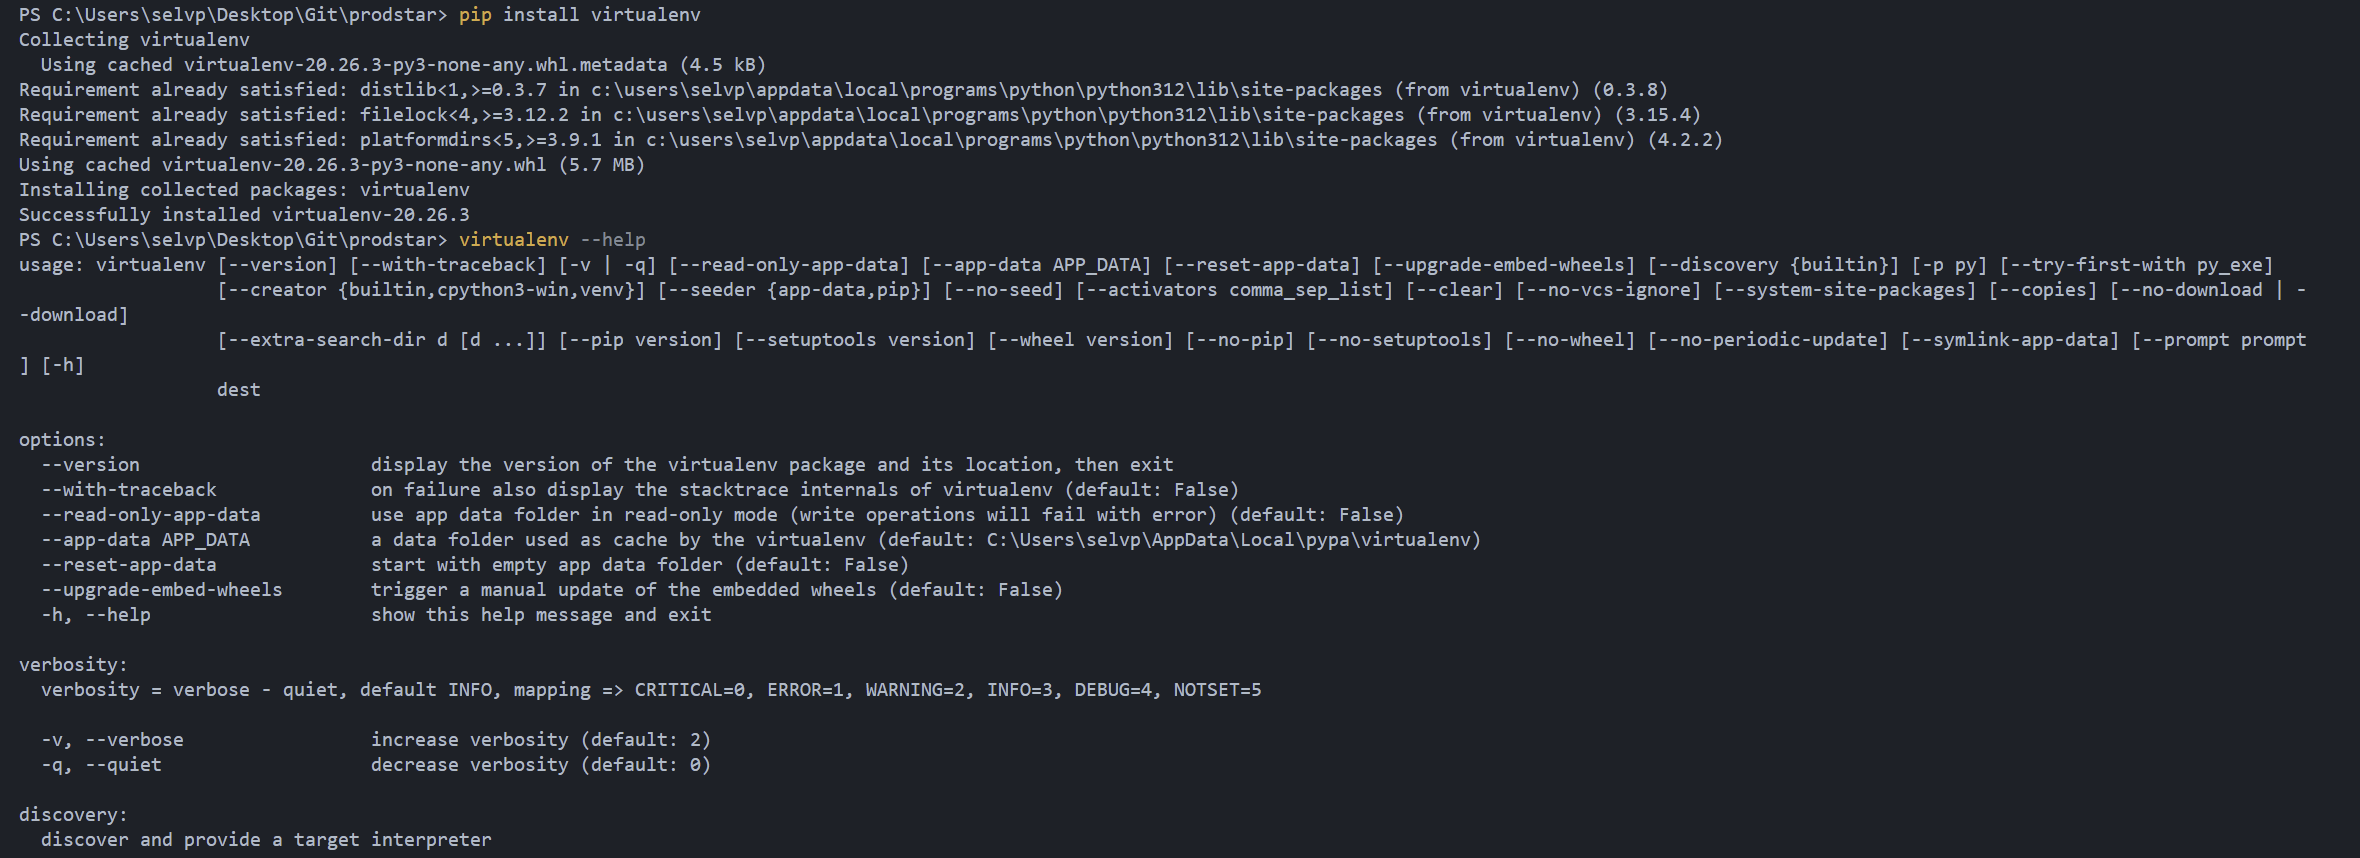 PS C:\Users\selvp\Desktop\Git\prodstar> pip install virtualenv
Collecting virtualenv
  Using cached virtualenv-20.26.3-py3-none-any.whl.metadata (4.5 kB)
Requirement already satisfied: distlib<1,>=0.3.7 in c:\users\selvp\appdata\local\programs\python\python312\lib\site-packages (from virtualenv) (0.3.8)
Requirement already satisfied: filelock<4,>=3.12.2 in c:\users\selvp\appdata\local\programs\python\python312\lib\site-packages (from virtualenv) (3.15.4)
Requirement already satisfied: platformdirs<5,>=3.9.1 in c:\users\selvp\appdata\local\programs\python\python312\lib\site-packages (from virtualenv) (4.2.2)
Using cached virtualenv-20.26.3-py3-none-any.whl (5.7 MB)
Installing collected packages: virtualenv
Successfully installed virtualenv-20.26.3
PS C:\Users\selvp\Desktop\Git\prodstar> virtualenv --help
usage: virtualenv [--version] [--with-traceback] [-v | -q] [--read-only-app-data] [--app-data APP_DATA] [--reset-app-data] [--upgrade-embed-wheels] [--discovery {builtin}] [-p py] [--try-first-with py_exe]
                  [--creator {builtin,cpython3-win,venv}] [--seeder {app-data,pip}] [--no-seed] [--activators comma_sep_list] [--clear] [--no-vcs-ignore] [--system-site-packages] [--copies] [--no-download | -
-download]
                  [--extra-search-dir d [d ...]] [--pip version] [--setuptools version] [--wheel version] [--no-pip] [--no-setuptools] [--no-wheel] [--no-periodic-update] [--symlink-app-data] [--prompt prompt
] [-h]
                  dest

options:
  --version                     display the version of the virtualenv package and its location, then exit
  --with-traceback              on failure also display the stacktrace internals of virtualenv (default: False)
  --read-only-app-data          use app data folder in read-only mode (write operations will fail with error) (default: False)
  --app-data APP_DATA           a data folder used as cache by the virtualenv (default: C:\Users\selvp\AppData\Local\pypa\virtualenv)
  --reset-app-data              start with empty app data folder (default: False)
  --upgrade-embed-wheels        trigger a manual update of the embedded wheels (default: False)
  -h, --help                    show this help message and exit

verbosity:
  verbosity = verbose - quiet, default INFO, mapping => CRITICAL=0, ERROR=1, WARNING=2, INFO=3, DEBUG=4, NOTSET=5

  -v, --verbose                 increase verbosity (default: 2)
  -q, --quiet                   decrease verbosity (default: 0)

discovery:
  discover and provide a target interpreter